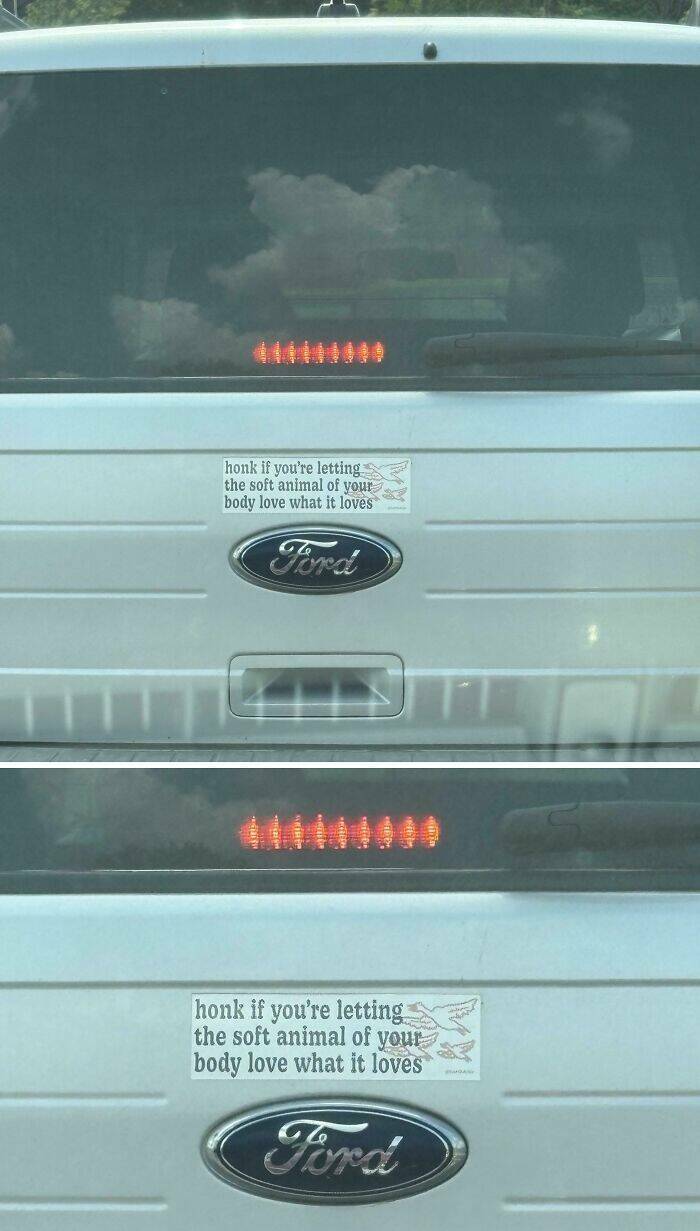 honk if you're letting
the soft animal of your
body love what it loves
Ford
honk if you're letting
the soft animal of your
body love what it loves
Ford